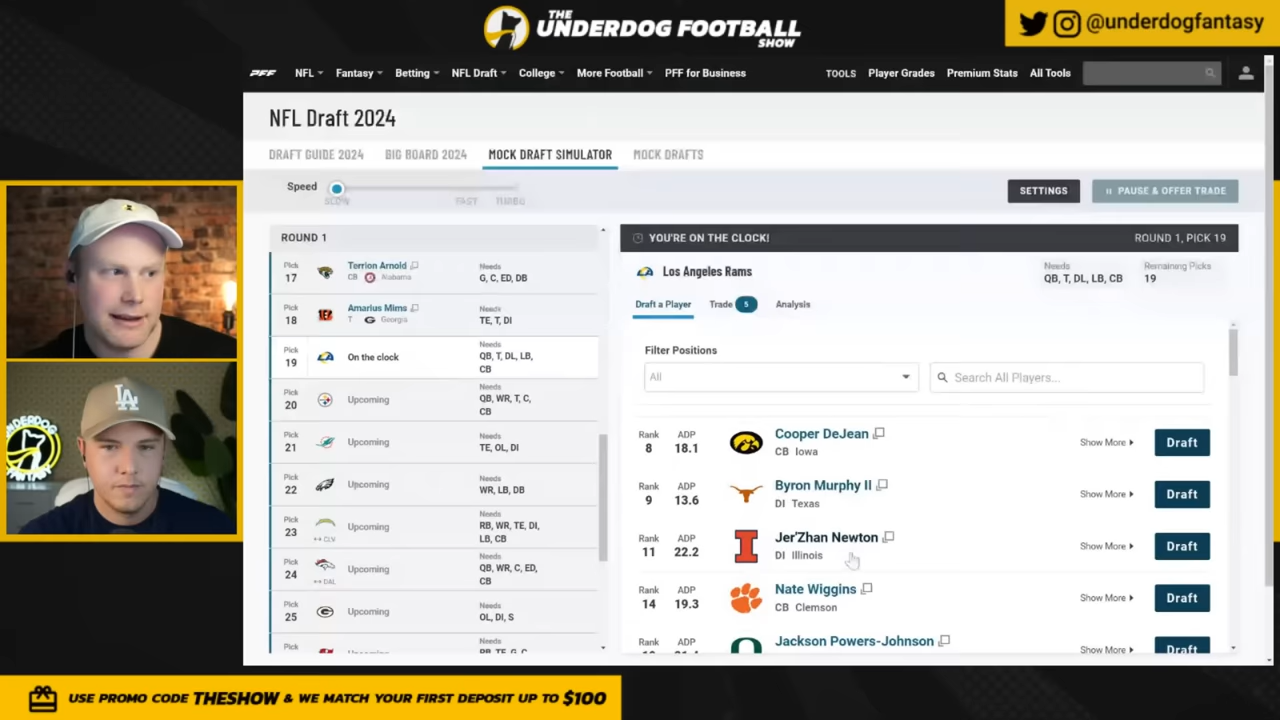 THE
UNDERDOG FOOTBALL
SHOW
@underdogfantasy
PFF NFL Fantasy Betting NFL Draft College More Football PFF for Business TOOLS Player Grades Premium Stats All Tools
NFL Draft 2024
DRAFT GUIDE 2024 BIG BOARD 2024 MOCK DRAFT SIMULATOR MOCK DRAFTS
Speed
SLOW FAST TURBO
SETTINGS
PAUSE & OFFER TRADE
ROUND 1
Pick 17 Terrion Arnold Needs
CB Alabama G, C, ED, DB
Pick 18 Amarius Mims Needs
T Georgia TE, T, DI
Pick 19 On the clock Needs
QB, T, DL, LB,
CB
Pick 20 Upcoming Needs
QB, WR, T, C,
CB
Pick 21 Upcoming Needs
TE, OL, DI
Pick 22 Upcoming Needs
WR, LB, DB
Pick 23 Upcoming Needs
CLV RB, WR, TE, DI,
LB, CB
Pick 24 Upcoming Needs
DAL QB, WR, C, ED,
CB
Pick 25 Upcoming Needs
OL, DI, S
Pick Needs
YOU'RE ON THE CLOCK!
ROUND 1, PICK 19
Los Angeles Rams
Needs
QB, T, DL, LB, CB
Remaining Picks
19
Draft a Player Trade 5 Analysis
Filter Positions
All
Search All Players...
Rank 8 ADP 18.1 Cooper DeJean Show More Draft
CB Iowa
Rank 9 ADP 13.6 Byron Murphy II Show More Draft
DI Texas
Rank 11 ADP 22.2 Jer'Zhan Newton Show More Draft
DI Illinois
Rank 14 ADP 19.3 Nate Wiggins Show More Draft
CB Clemson
Rank ADP Jackson Powers-Johnson Show More Draft
LA
UNDERDOG
FANTASY
USE PROMO CODE THESHOW & WE MATCH YOUR FIRST DEPOSIT UP TO $100